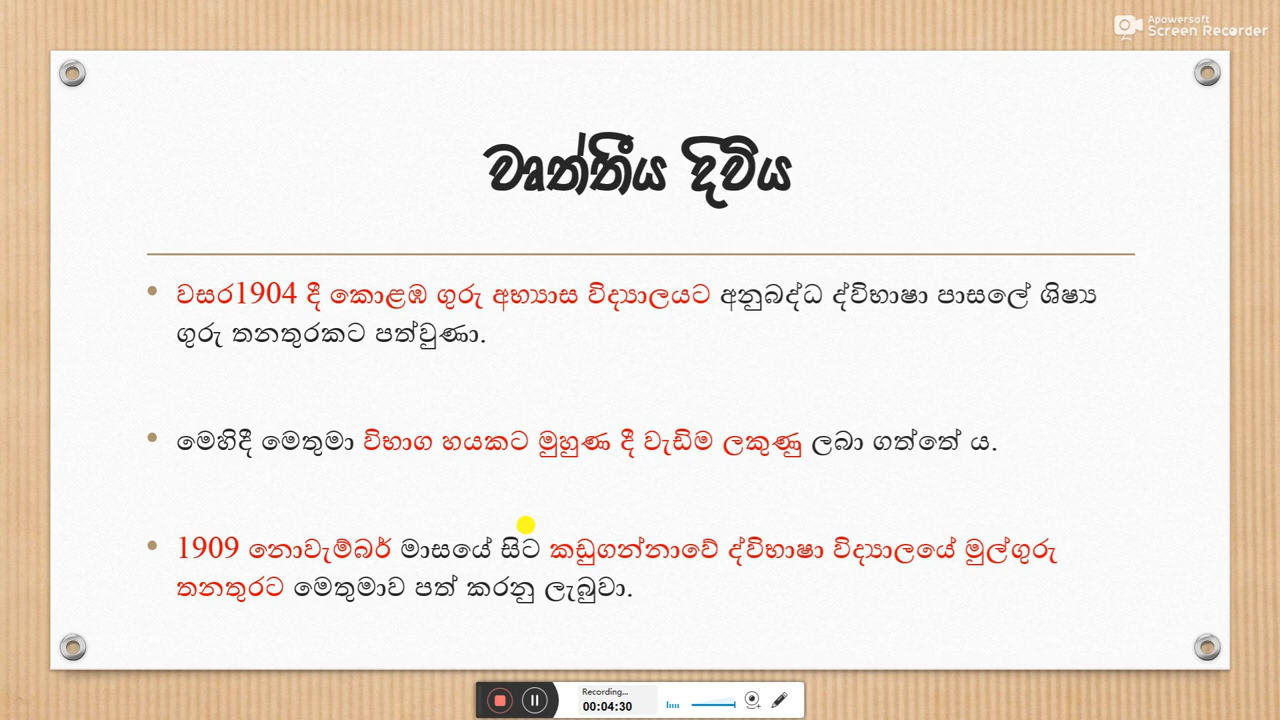 Apowersoft
Screen Recorder
වෘත්තීය දිවිය
• වසර1904 දී කොළඹ ගුරු අභ්‍යාස විද්‍යාලයට අනුබද්ධ ද්විභාෂා පාසලේ ශිෂ්‍ය
ගුරු තනතුරකට පත්වුණා.
• මෙහිදී මෙතුමා විභාග හයකට මුහුණ දී වැඩිම ලකුණු ලබා ගත්තේ ය.
• 1909 නොවැම්බර් මාසයේ සිට කඩුගන්නාවේ ද්විභාෂා විද්‍යාලයේ මුල්ගුරු
තනතුරට මෙතුමාව පත් කරනු ලැබුවා.
Recording...
00:04:30